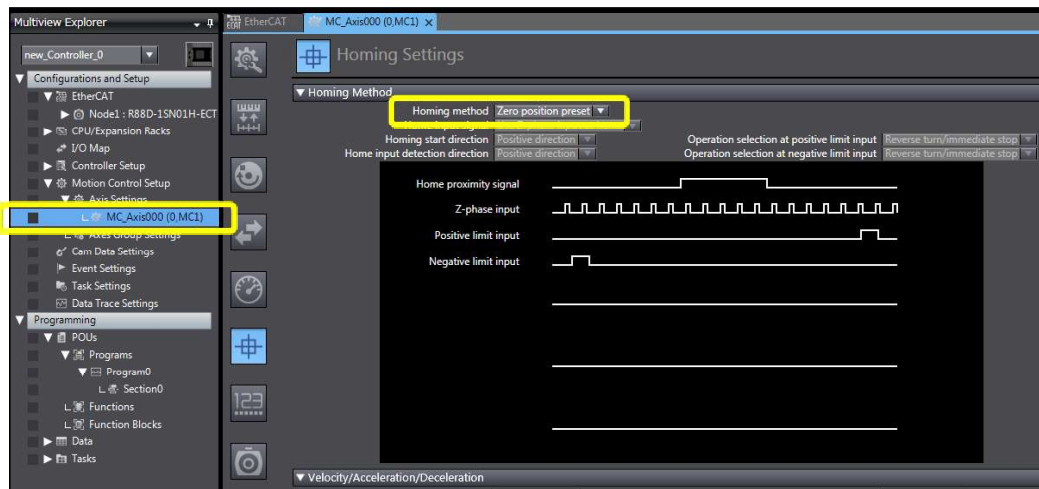 Multiview Explorer
new_Controller_0
Configurations and Setup
EtherCAT
Node1 : R88D-1SN01H-ECT
CPU/Expansion Racks
I/O Map
Controller Setup
Motion Control Setup
Axis Settings
MC_Axis000 (0,MC1)
Axes Group Settings
Cam Data Settings
Event Settings
Task Settings
Data Trace Settings
Programming
POUs
Programs
Program0
Section0
Functions
Function Blocks
Data
Tasks
EtherCAT
MC_Axis000 (0,MC1)
Homing Settings
Homing Method
Homing method Zero position preset
Homing start direction Positive direction
Operation selection at positive limit input Reverse turn/immediate stop
Home input detection direction Positive direction
Operation selection at negative limit input Reverse turn/immediate stop
Home proximity signal
Z-phase input
Positive limit input
Negative limit input
Velocity/Acceleration/Deceleration
123